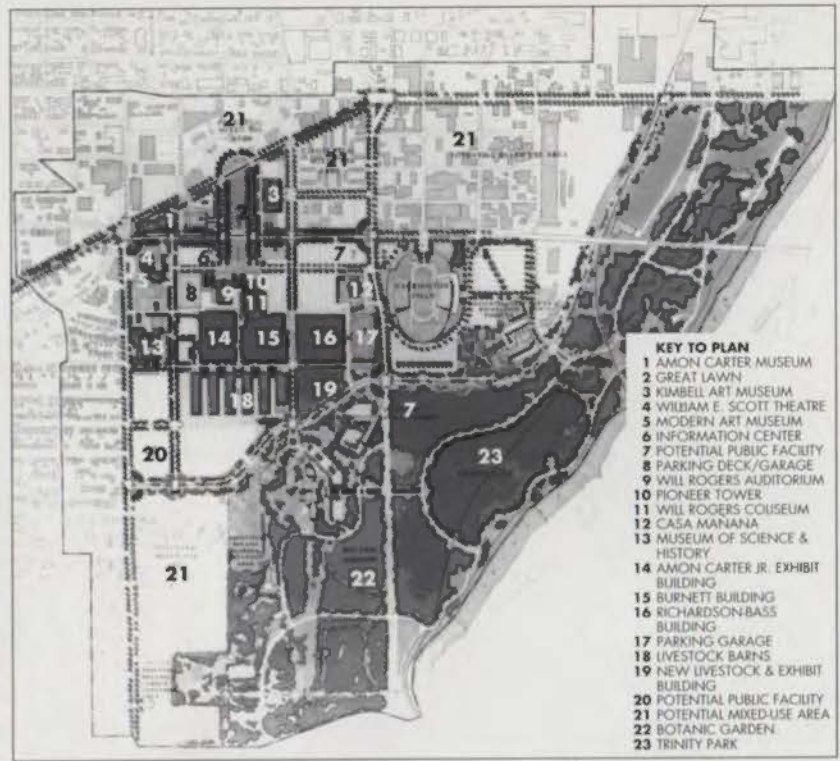 21
21
21
2
3
1
4
5
6
7
8
9
10
11
12
13
14
15
16
17
18
19
7
20
23
21
22
KEY TO PLAN
1 AMON CARTER MUSEUM
2 GREAT LAWN
3 KIMBELL ART MUSEUM
4 WILLIAM E. SCOTT THEATRE
5 MODERN ART MUSEUM
6 INFORMATION CENTER
7 POTENTIAL PUBLIC FACILITY
8 PARKING DECK/GARAGE
9 WILL ROGERS AUDITORIUM
10 PIONEER TOWER
11 WILL ROGERS COLISEUM
12 CASA MAÑANA
13 MUSEUM OF SCIENCE &
HISTORY
14 AMON CARTER JR. EXHIBIT
BUILDING
15 BURNETT BUILDING
16 RICHARDSON-BASS
BUILDING
17 PARKING GARAGE
18 LIVESTOCK BARNS
19 NEW LIVESTOCK & EXHIBIT
BUILDING
20 POTENTIAL PUBLIC FACILITY
21 POTENTIAL MIXED-USE AREA
22 BOTANIC GARDEN
23 TRINITY PARK